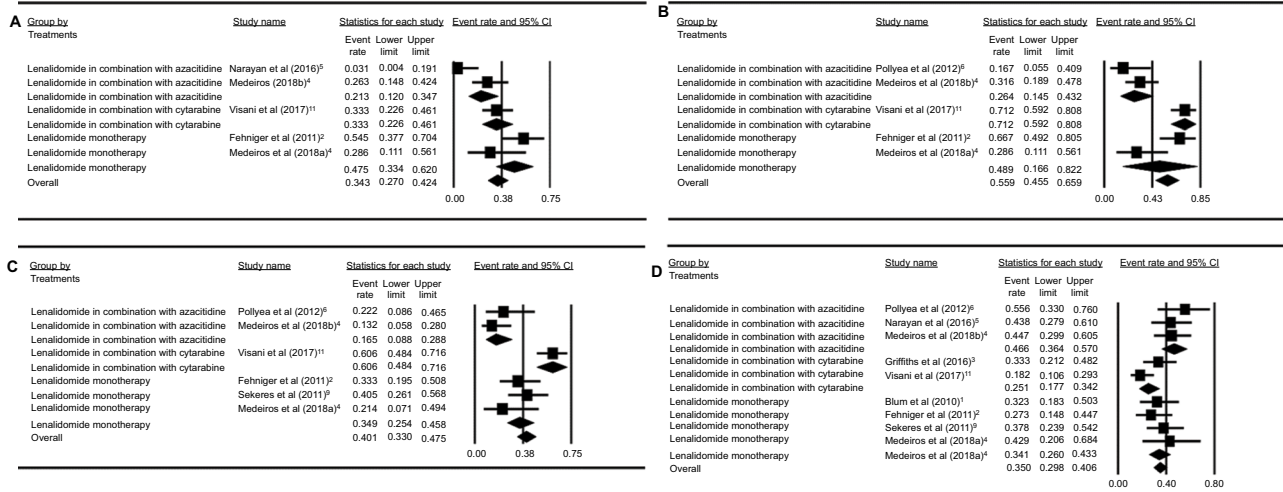 A Group by Study name Statistics for each study Event rate and 95% CI
Treatments
Event Lower Upper
rate limit limit
Lenalidomide in combination with azacitidine Narayan et al (2016)⁵ 0.031 0.004 0.191
Lenalidomide in combination with azacitidine Medeiros et al (2018b)⁴ 0.263 0.148 0.424
Lenalidomide in combination with azacitidine 0.213 0.120 0.347
Lenalidomide in combination with cytarabine Visani et al (2017)¹¹ 0.333 0.226 0.461
Lenalidomide in combination with cytarabine 0.333 0.226 0.461
Lenalidomide monotherapy Fehniger et al (2011)² 0.545 0.377 0.704
Lenalidomide monotherapy Medeiros et al (2018a)⁴ 0.286 0.111 0.561
Lenalidomide monotherapy 0.475 0.334 0.620
Overall 0.343 0.270 0.424
0.00 0.38 0.75
B Group by Study name Statistics for each study Event rate and 95% CI
Treatments
Event Lower Upper
rate limit limit
Lenalidomide in combination with azacitidine Pollyea et al (2012)⁶ 0.167 0.055 0.409
Lenalidomide in combination with azacitidine Medeiros et al (2018b)⁴ 0.316 0.189 0.478
Lenalidomide in combination with azacitidine 0.264 0.145 0.432
Lenalidomide in combination with cytarabine Visani et al (2017)¹¹ 0.712 0.592 0.808
Lenalidomide in combination with cytarabine 0.712 0.592 0.808
Lenalidomide monotherapy Fehniger et al (2011)² 0.667 0.492 0.805
Lenalidomide monotherapy Medeiros et al (2018a)⁴ 0.286 0.111 0.561
Lenalidomide monotherapy 0.489 0.166 0.822
Overall 0.559 0.455 0.659
0.00 0.43 0.85
C Group by Study name Statistics for each study Event rate and 95% CI
Treatments
Event Lower Upper
rate limit limit
Lenalidomide in combination with azacitidine Pollyea et al (2012)⁶ 0.222 0.086 0.465
Lenalidomide in combination with azacitidine Medeiros et al (2018b)⁴ 0.132 0.058 0.280
Lenalidomide in combination with azacitidine 0.165 0.088 0.288
Lenalidomide in combination with cytarabine Visani et al (2017)¹¹ 0.606 0.484 0.716
Lenalidomide in combination with cytarabine 0.606 0.484 0.716
Lenalidomide monotherapy Fehniger et al (2011)² 0.333 0.195 0.508
Lenalidomide monotherapy Sekeres et al (2011)⁹ 0.405 0.261 0.568
Lenalidomide monotherapy Medeiros et al (2018a)⁴ 0.214 0.071 0.494
Lenalidomide monotherapy 0.349 0.254 0.458
Overall 0.401 0.330 0.475
0.00 0.38 0.75
D Group by Study name Statistics for each study Event rate and 95% CI
Treatments
Event Lower Upper
rate limit limit
Lenalidomide in combination with azacitidine Pollyea et al (2012)⁶ 0.556 0.330 0.760
Lenalidomide in combination with azacitidine Narayan et al (2016)⁵ 0.438 0.279 0.610
Lenalidomide in combination with azacitidine Medeiros et al (2018b)⁴ 0.447 0.299 0.605
Lenalidomide in combination with azacitidine 0.466 0.364 0.570
Lenalidomide in combination with cytarabine Griffiths et al (2016)³ 0.333 0.212 0.482
Lenalidomide in combination with cytarabine Visani et al (2017)¹¹ 0.182 0.106 0.293
Lenalidomide in combination with cytarabine 0.251 0.177 0.342
Lenalidomide monotherapy Blum et al (2010)¹ 0.323 0.183 0.503
Lenalidomide monotherapy Fehniger et al (2011)² 0.273 0.148 0.447
Lenalidomide monotherapy Sekeres et al (2011)⁹ 0.378 0.239 0.542
Lenalidomide monotherapy Medeiros et al (2018a)⁴ 0.429 0.206 0.684
Lenalidomide monotherapy Medeiros et al (2018a)⁴ 0.341 0.260 0.433
Overall 0.350 0.298 0.406
0.00 0.40 0.80